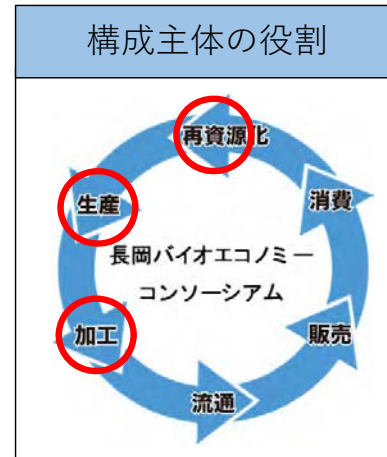 構成主体の役割
再資源化
生産
消費
長岡バイオエコノミー
コンソーシアム
加工
販売
流通